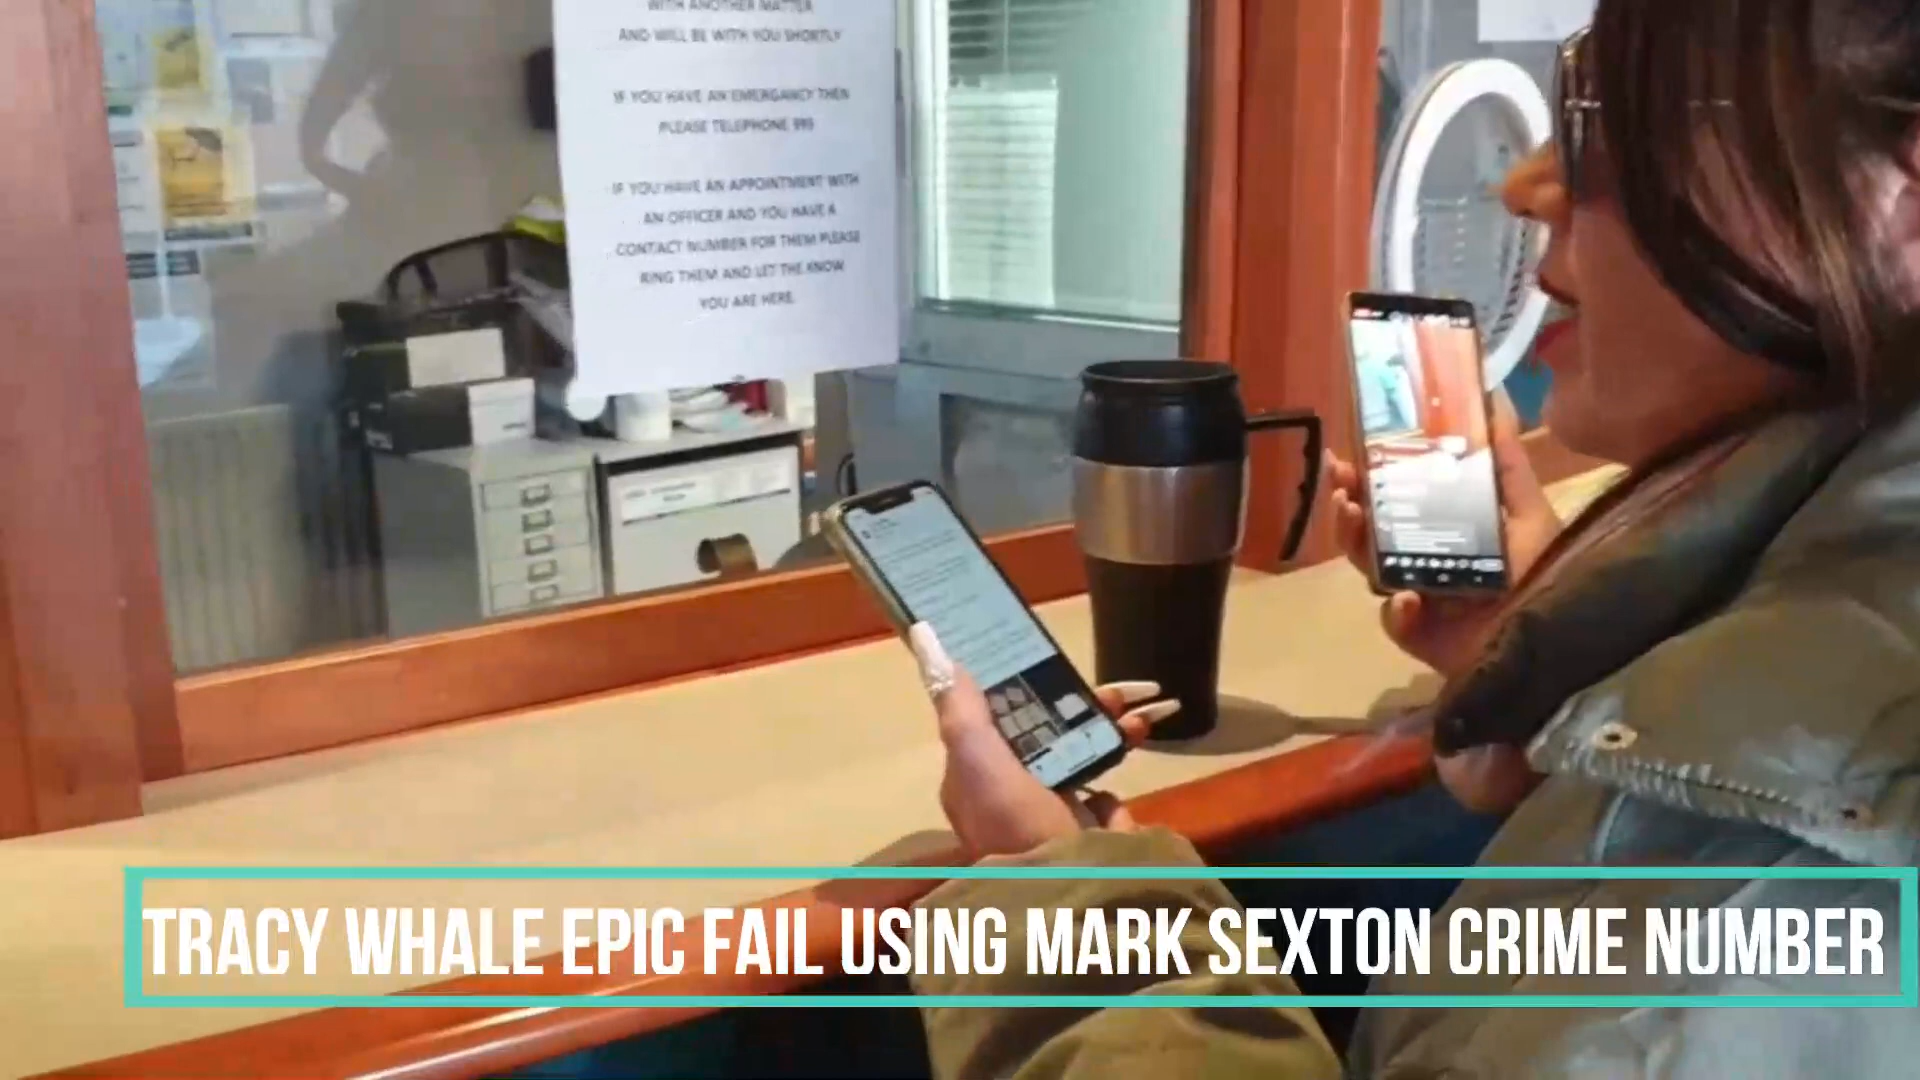 WITH ANOTHER MATTER
AND WILL BE WITH YOU SHORTLY
IF YOU HAVE AN EMERGANCY THEN
PLEASE TELEPHONE 999
IF YOU HAVE AN APPOINTMENT WITH
AN OFFICER AND YOU HAVE A
CONTACT NUMBER FOR THEM PLEASE
RING THEM AND LET THE KNOW
YOU ARE HERE.
TRACY WHALE EPIC FAIL USING MARK SEXTON CRIME NUMBER